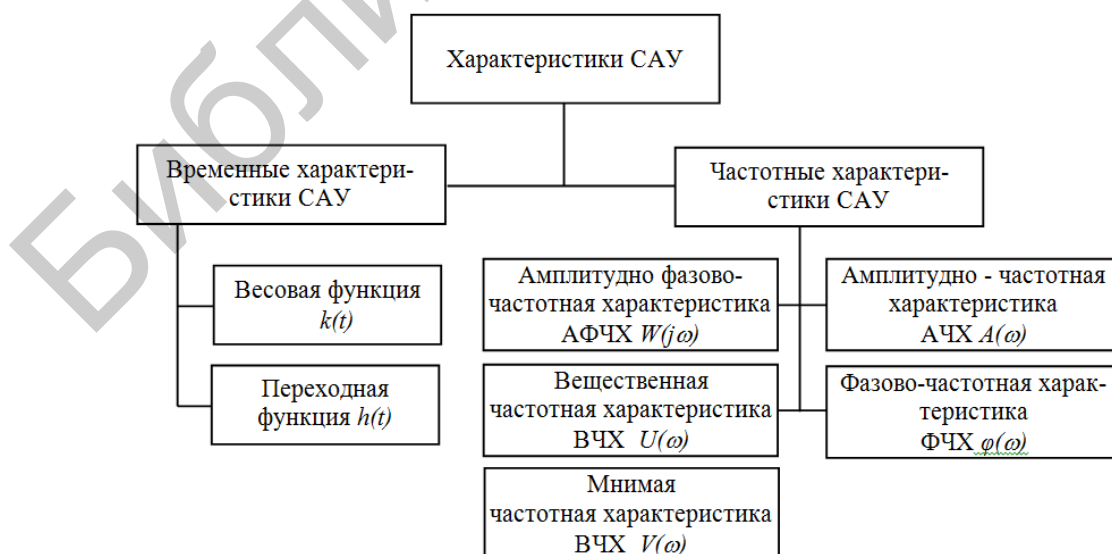 Библи
Характеристики САУ
Временные характери-
стики САУ
Частотные характери-
стики САУ
Весовая функция
k(t)
Переходная
функция h(t)
Амплитудно фазово-
частотная характеристика
АФЧХ W(jω)
Амплитудно - частотная
характеристика
АЧХ A(ω)
Вещественная
частотная характеристика
ВЧХ U(ω)
Фазово-частотная харак-
теристика
ФЧХ φ(ω)
Мнимая
частотная характеристика
ВЧХ V(ω)